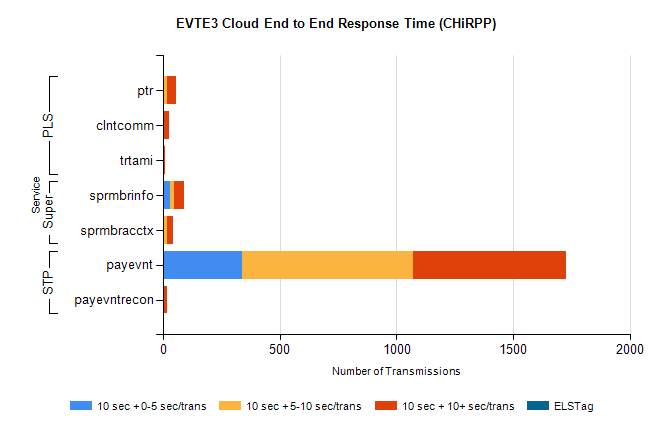 EVTE3 Cloud End to End Response Time (CHiRPP)
Service
PLS
ptr
clntcomm
trtami
Super
sprmbrinfo
sprmbracctx
STP
payevnt
payevntrecon
0 500 1000 1500 2000
Number of Transmissions
10 sec +0-5 sec/trans 10 sec +5-10 sec/trans 10 sec + 10+ sec/trans ELSTag